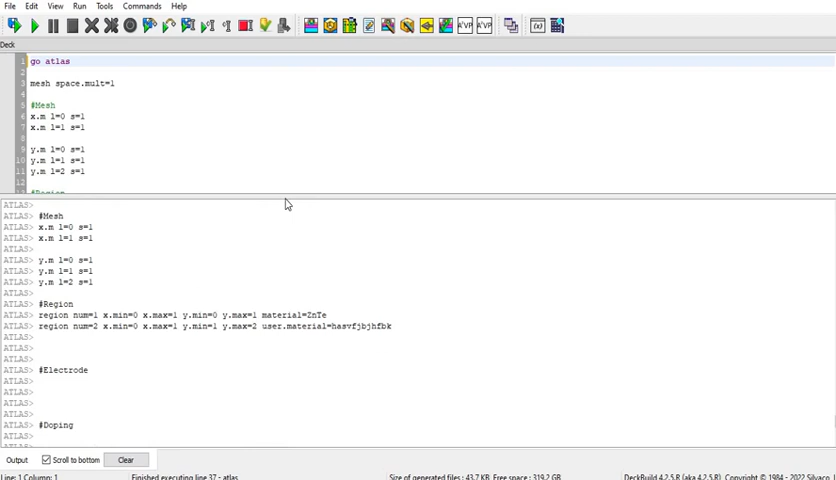 File Edit View Run Tools Commands Help
A'VP A'VP (x)
Deck
1 go atlas
2
3 mesh space.mult=1
4
5 #Mesh
6 x.m l=0 s=1
7 x.m l=1 s=1
8
9 y.m l=0 s=1
10 y.m l=1 s=1
11 y.m l=2 s=1
12
#Region
ATLAS>
ATLAS> #Mesh
ATLAS> x.m l=0 s=1
ATLAS> x.m l=1 s=1
ATLAS>
ATLAS> y.m l=0 s=1
ATLAS> y.m l=1 s=1
ATLAS> y.m l=2 s=1
ATLAS>
ATLAS> #Region
ATLAS> region num=1 x.min=0 x.max=1 y.min=0 y.max=1 material=ZnTe
ATLAS> region num=2 x.min=0 x.max=1 y.min=1 y.max=2 user.material=hasvfjbjhfbk
ATLAS>
ATLAS>
ATLAS>
ATLAS> #Electrode
ATLAS>
ATLAS>
ATLAS>
ATLAS>
ATLAS> #Doping
ATLAS>
Output Scroll to bottom Clear
Line: 1 Column: 1 Finished executing line 37 - atlas Size of generated files : 43.7 KB, Free space : 319.2 GB DeckBuild 4.2.5.R (aka 4.2.5.R), Copyright © 1984 - 2022 Silvaco, I